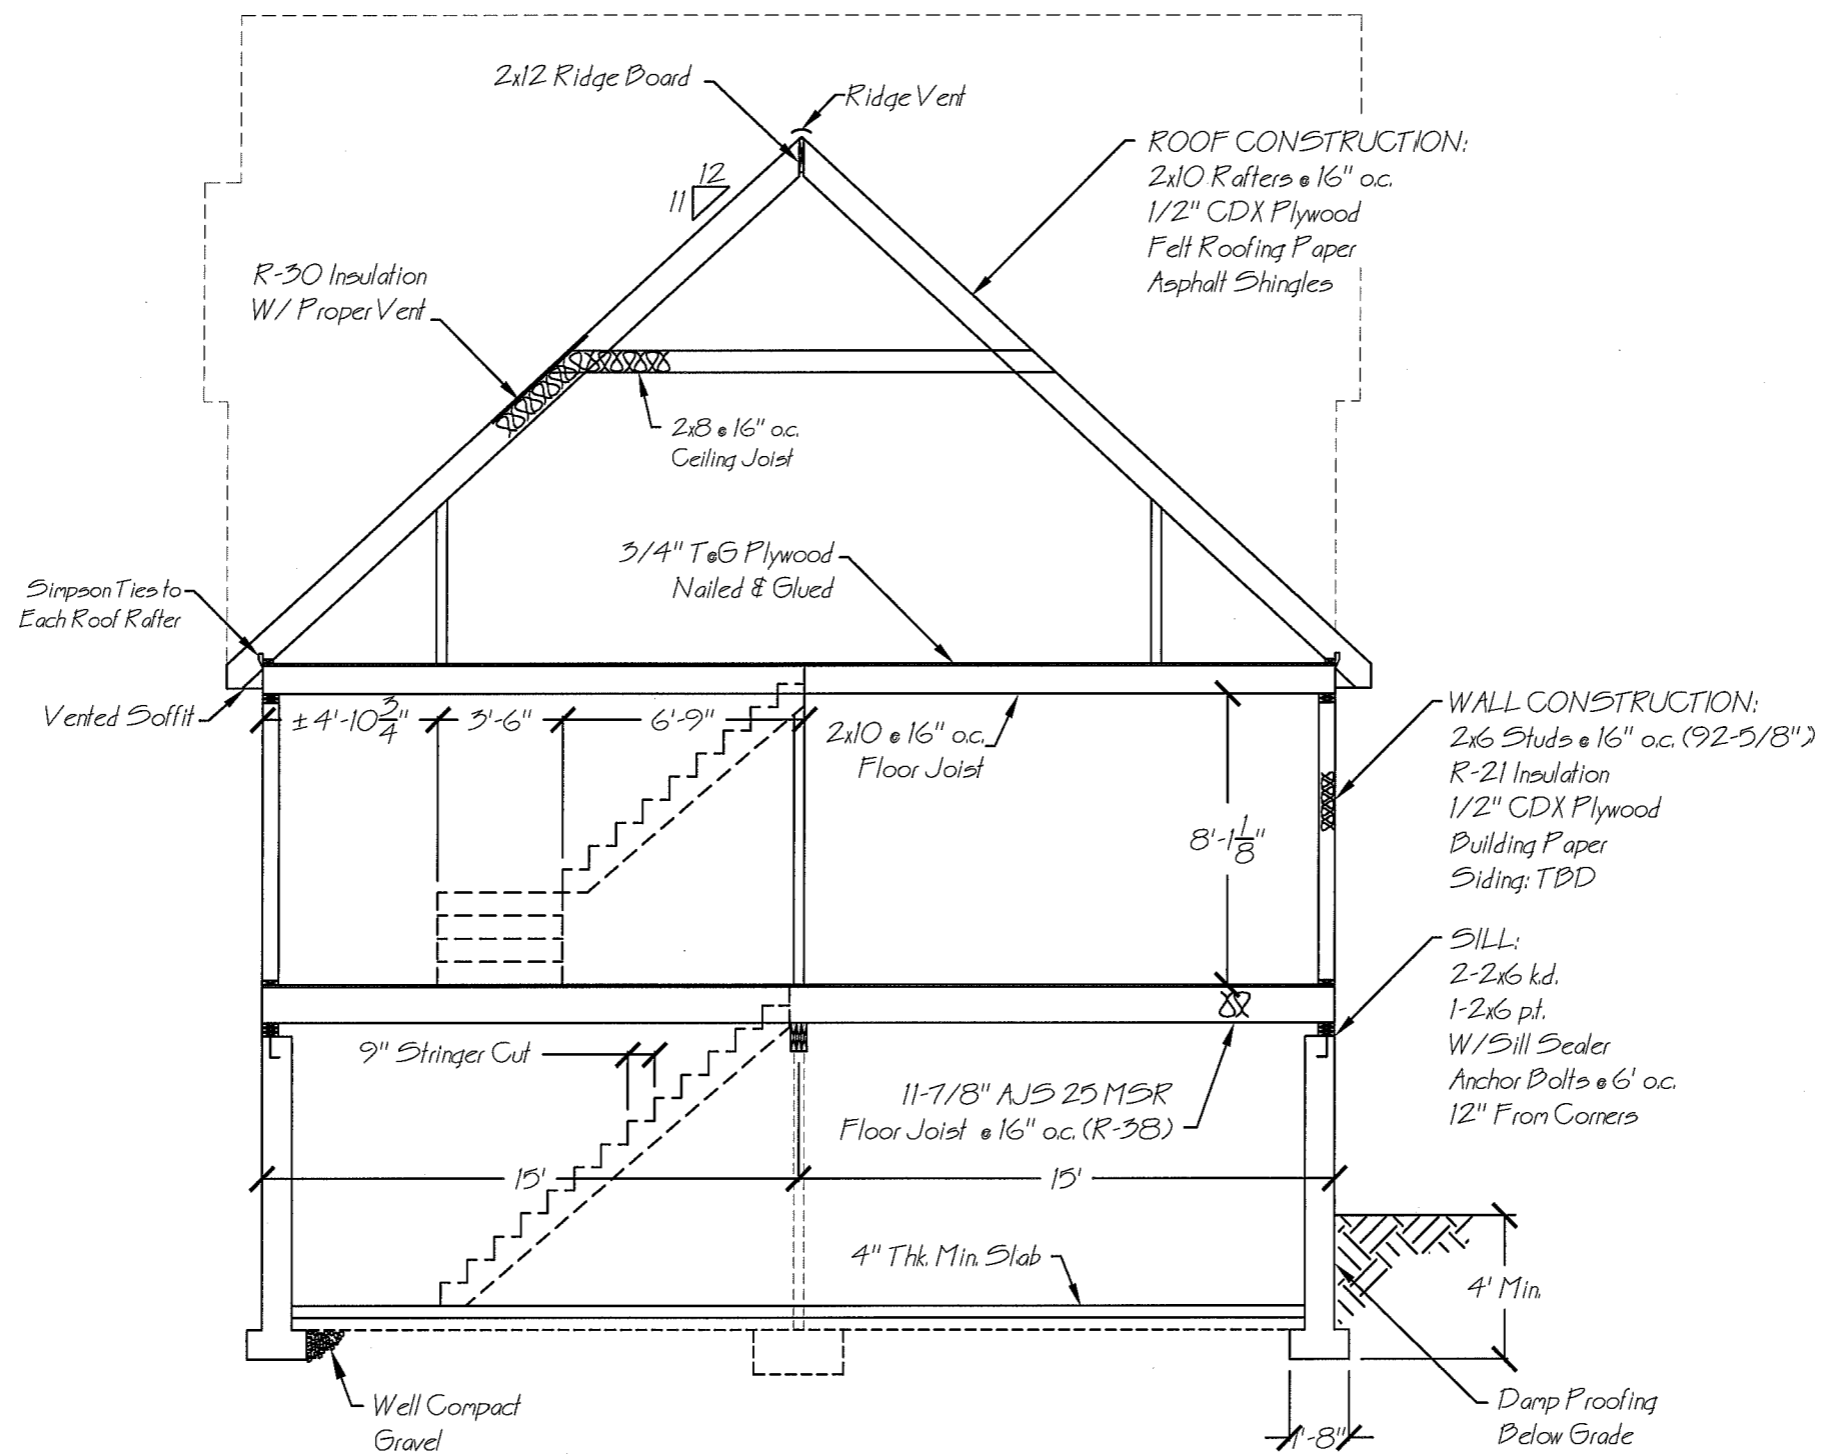 2x12 Ridge Board
Ridge Vent
ROOF CONSTRUCTION:
2x10 Rafters @ 16" o.c.
1/2" CDX Plywood
Felt Roofing Paper
Asphalt Shingles
12
11
R-30 Insulation
W/ Proper Vent
2x8 @ 16" o.c.
Ceiling Joist
3/4" T&G Plywood
Nailed & Glued
Simpson Ties to
Each Roof Rafter
Vented Soffit
± 4'-10 3/4"
3'-6"
6'-9"
2x10 @ 16" o.c.
Floor Joist
8'-1 1/8"
WALL CONSTRUCTION:
2x6 Studs @ 16" o.c. (92-5/8")
R-21 Insulation
1/2" CDX Plywood
Building Paper
Siding: TBD
SILL:
2-2x6 k.d.
1-2x6 p.t.
W/Sill Sealer
Anchor Bolts @ 6' o.c.
12" From Corners
9" Stringer Cut
11-7/8" AJS 25 MSR
Floor Joist @ 16" o.c. (R-38)
15'
15'
4" Thk. Min. Slab
4' Min.
Well Compact
Gravel
1'-8"
Damp Proofing
Below Grade